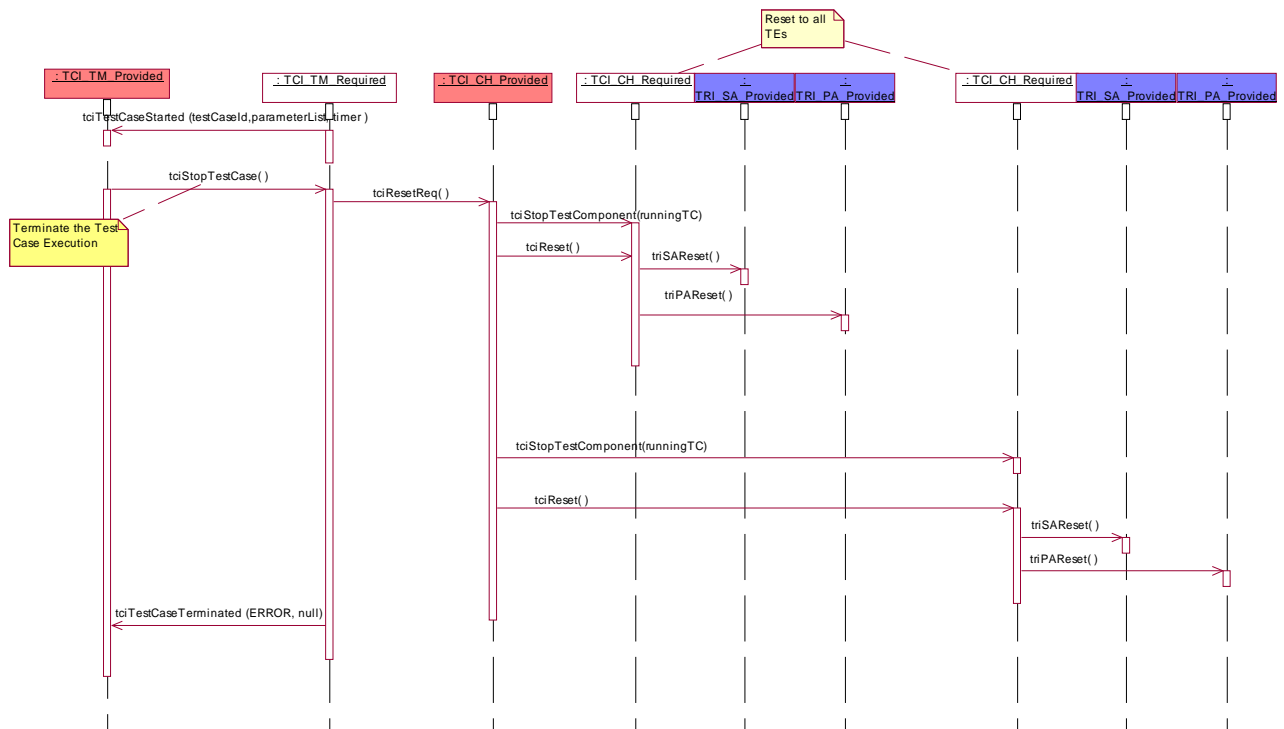 Reset to all
TEs
: TCI_TM_Provided
: TCI_TM_Required
: TCI_CH_Provided
: TCI_CH_Required
:
TRI_SA_Provided
:
TRI_PA_Provided
: TCI_CH_Required
:
TRI_SA_Provided
:
TRI_PA_Provided
tciTestCaseStarted (testCaseId,parameterList, timer )
tciStopTestCase( )
tciResetReq( )
tciStopTestComponent(runningTC)
Terminate the Test
Case Execution
tciReset( )
triSAReset( )
triPAReset( )
tciStopTestComponent(runningTC)
tciReset( )
triSAReset( )
triPAReset( )
tciTestCaseTerminated (ERROR, null)